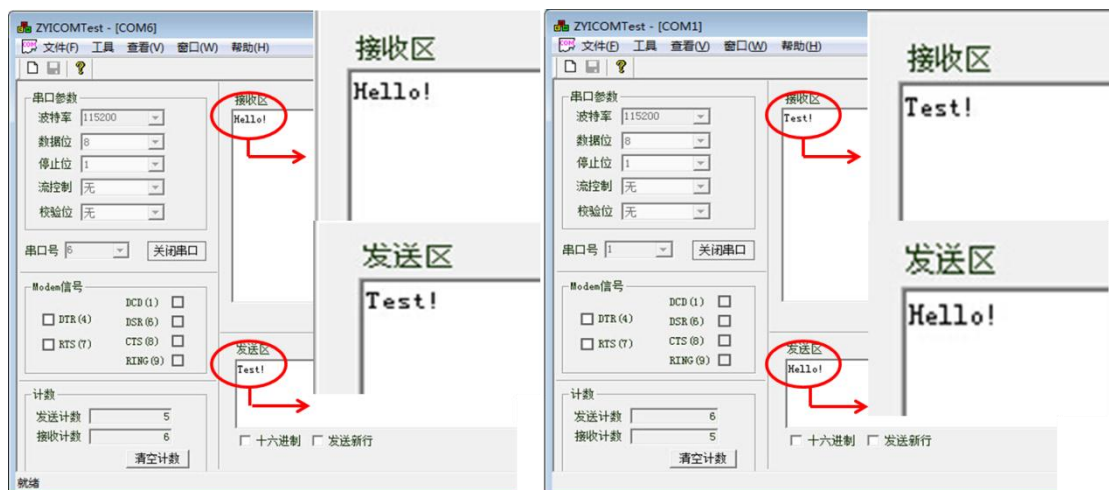 ZYICOMTest - [COM6]
文件(F) 工具 查看(V) 窗口(W) 帮助(H)
串口参数
波特率 115200
数据位 8
停止位 1
流控制 无
校验位 无
串口号 6 关闭串口
Modem信号
DCD(1)
DTR(4) DSR(6)
RTS(7) CTS(8)
RING(9)
计数
发送计数 5
接收计数 6
清空计数
就绪
接收区
Hello!
发送区
Test!
十六进制 发送新行
接收区
Hello!
发送区
Test!
ZYICOMTest - [COM1]
文件(F) 工具 查看(V) 窗口(W) 帮助(H)
串口参数
波特率 115200
数据位 8
停止位 1
流控制 无
校验位 无
串口号 1 关闭串口
Modem信号
DCD(1)
DTR(4) DSR(6)
RTS(7) CTS(8)
RING(9)
计数
发送计数 6
接收计数 5
清空计数
接收区
Test!
发送区
Hello!
十六进制 发送新行
接收区
Test!
发送区
Hello!